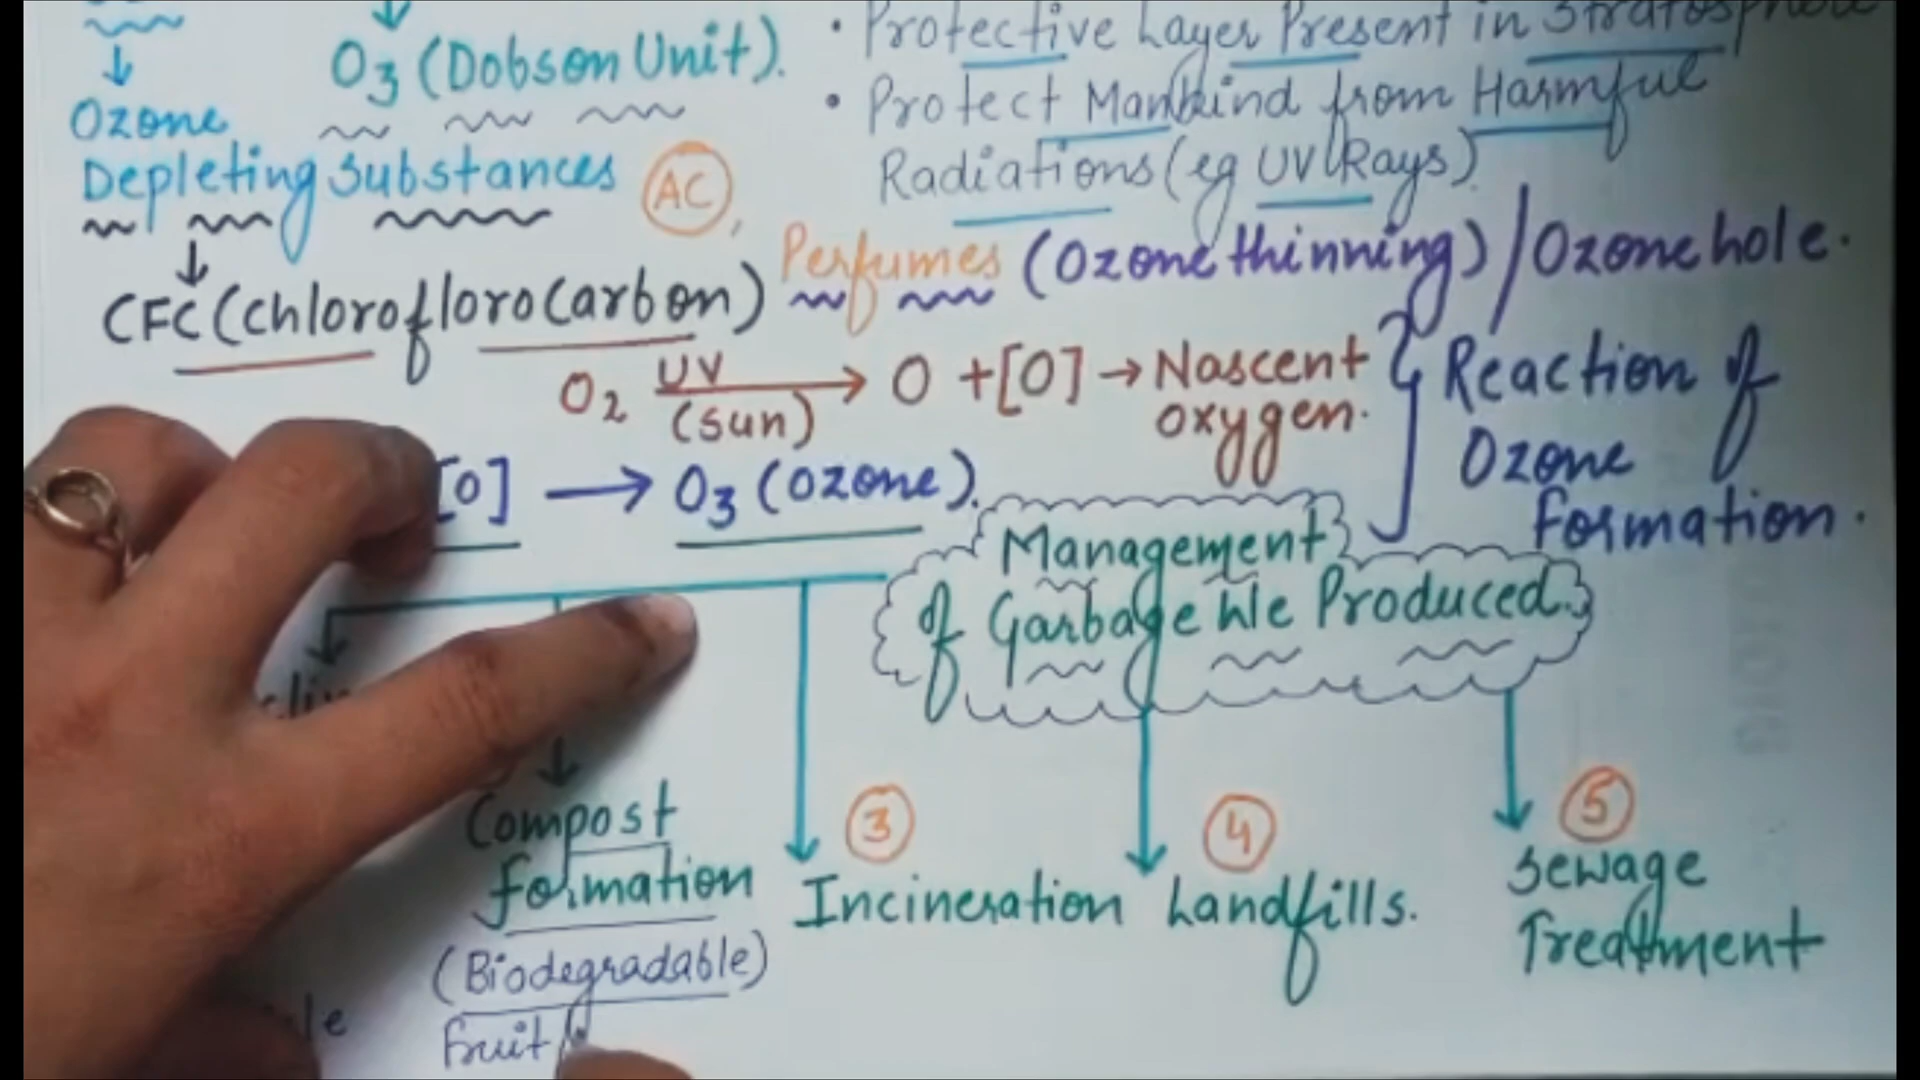 O3 (Dobson Unit).
• Protective Layer Present in Stratosphere
• Protect Mankind from Harmful
Radiations (eg UV Rays)
Ozone
Depleting Substances
AC,
Perfumes (Ozone thinning) / Ozone hole.
CFC (Chlorofloro Carbon)
O2 UV (sun) → O + [O] → Nascent
oxygen.
Reaction of
Ozone
formation.
[O] → O3 (Ozone).
Management
of Garbage We Produced.
Compost
formation
(Biodegradable)
fruit
3
Incineration
4
Landfills.
5
Sewage
Treatment